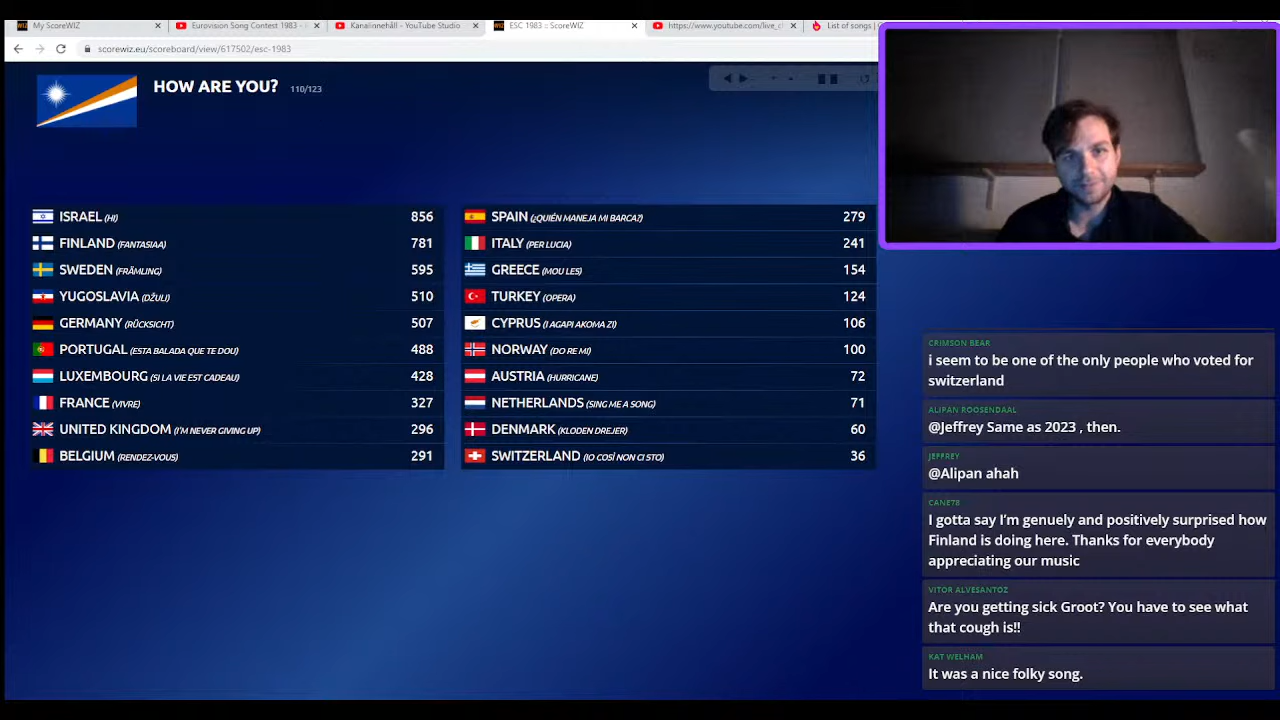 My ScoreWIZ
Eurovision Song Contest 1983 -
Kanalinnehåll - YouTube Studio
ESC 1983 :: ScoreWIZ
https://www.youtube.com/live_c
List of songs |
scorewiz.eu/scoreboard/view/617502/esc-1983
HOW ARE YOU? 110/123
ISRAEL (HI) 856
FINLAND (FANTASIAA) 781
SWEDEN (FRÄMLING) 595
YUGOSLAVIA (DŽULI) 510
GERMANY (RÜCKSICHT) 507
PORTUGAL (ESTA BALADA QUE TE DOU) 488
LUXEMBOURG (SI LA VIE EST CADEAU) 428
FRANCE (VIVRE) 327
UNITED KINGDOM (I'M NEVER GIVING UP) 296
BELGIUM (RENDEZ-VOUS) 291
SPAIN (¿QUIÉN MANEJA MI BARCA?) 279
ITALY (PER LUCIA) 241
GREECE (MOU LES) 154
TURKEY (OPERA) 124
CYPRUS (I AGAPI AKOMA ZI) 106
NORWAY (DO RE MI) 100
AUSTRIA (HURRICANE) 72
NETHERLANDS (SING ME A SONG) 71
DENMARK (KLODEN DREJER) 60
SWITZERLAND (IO COSÌ NON CI STO) 36
CRIMSON BEAR
i seem to be one of the only people who voted for
switzerland
ALIPAN ROOSENDAAL
@Jeffrey Same as 2023 , then.
JEFFREY
@Alipan ahah
CANE78
I gotta say I'm genuely and positively surprised how
Finland is doing here. Thanks for everybody
appreciating our music
VITOR ALVESANTOZ
Are you getting sick Groot? You have to see what
that cough is!!
KAT WELHAM
It was a nice folky song.